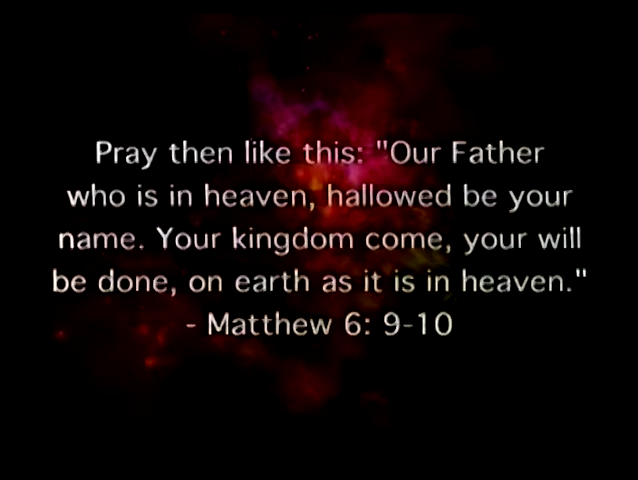 Pray then like this: "Our Father
who is in heaven, hallowed be your
name. Your kingdom come, your will
be done, on earth as it is in heaven."
- Matthew 6: 9-10